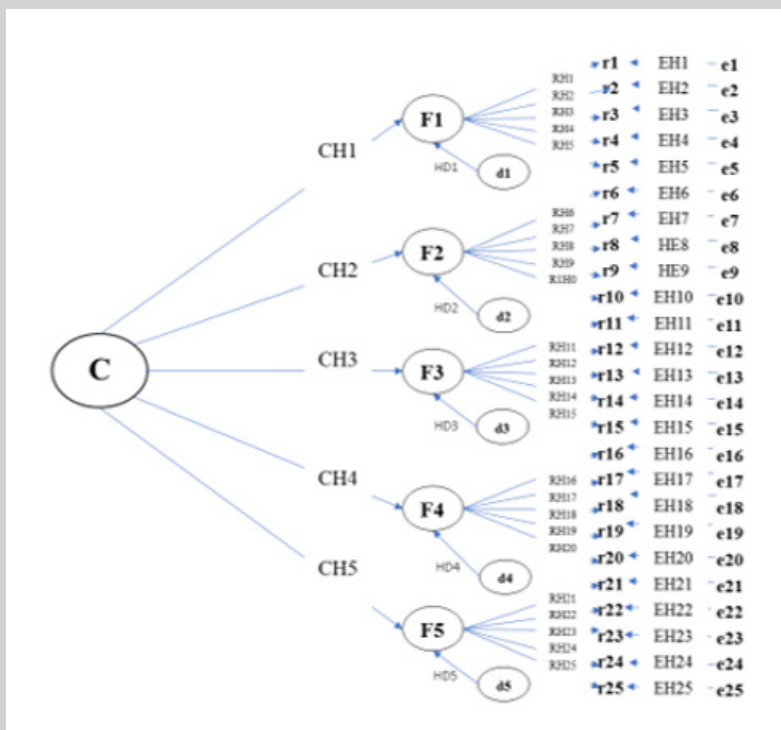 r1 EH1 e1
RH1
RH2 r2 EH2 e2
F1
RH3 r3 EH3 e3
RH4 r4 EH4 e4
CH1 RH5
HD1 d1 r5 EH5 e5
r6 EH6 e6
RH6 r7 EH7 e7
RH7
F2 RH8 r8 HE8 e8
CH2 RH9 r9 HE9 e9
R1H0
HD2 d2 r10 EH10 e10
r11 EH11 e11
RH11 r12 EH12 e12
CH3 RH12
C F3 RH13 r13 EH13 e13
RH14 r14 EH14 e14
RH15
HD3 d3 r15 EH15 e15
r16 EH16 e16
CH4 RH16 r17 EH17 e17
RH17
F4 RH18 r18 EH18 e18
RH19 r19 EH19 e19
RH20
HD4 d4 r20 EH20 e20
CH5
r21 EH21 e21
RH21 r22 EH22 e22
RH22
F5 RH23 r23 EH23 e23
RH24
RH25 r24 EH24 e24
HD5 d5 r25 EH25 e25